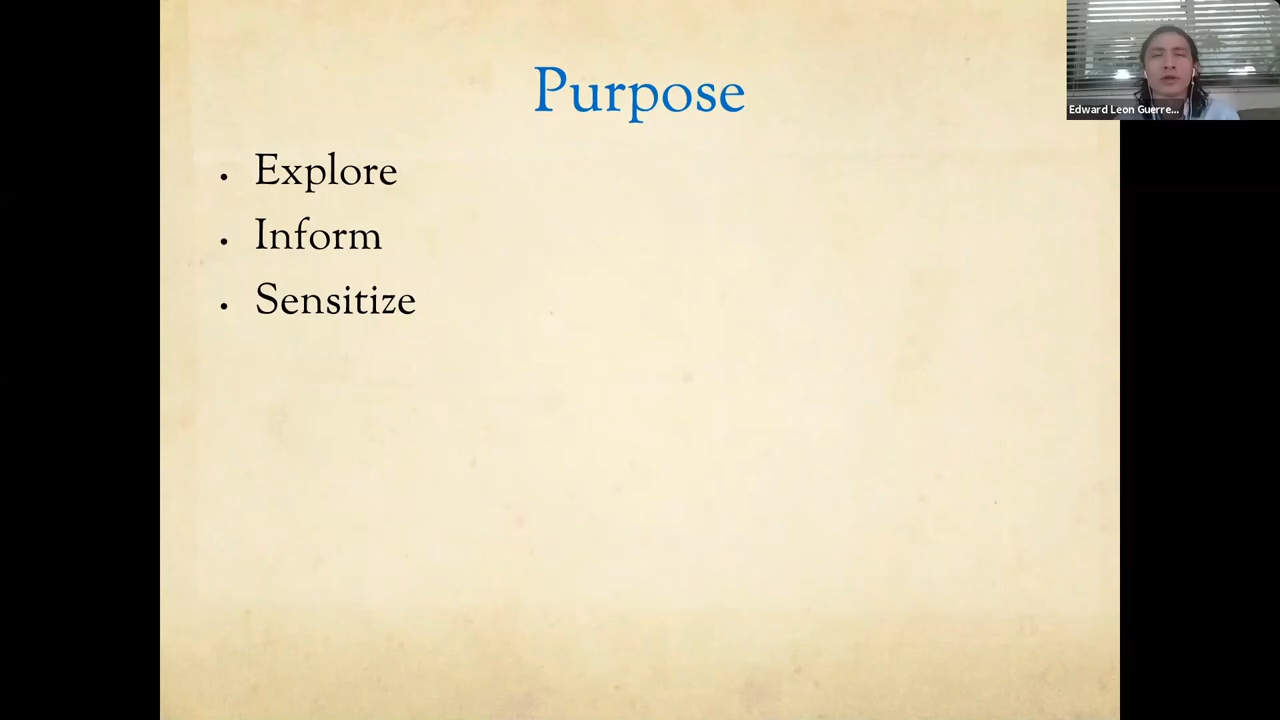 Purpose
• Explore
• Inform
• Sensitize
Edward Leon Guerre...